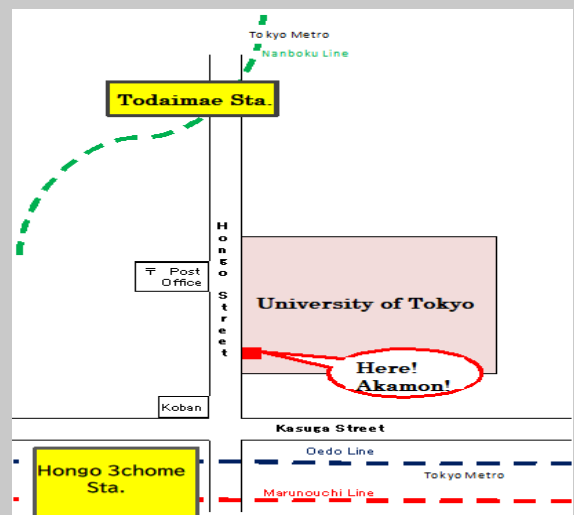 Tokyo Metro
Nanboku Line
Todaimae Sta.
Hongo Street
〒 Post
Office
University of Tokyo
Here!
Akamon!
Koban
Kasuga Street
Oedo Line
Hongo 3chome
Sta.
Tokyo Metro
Marunouchi Line